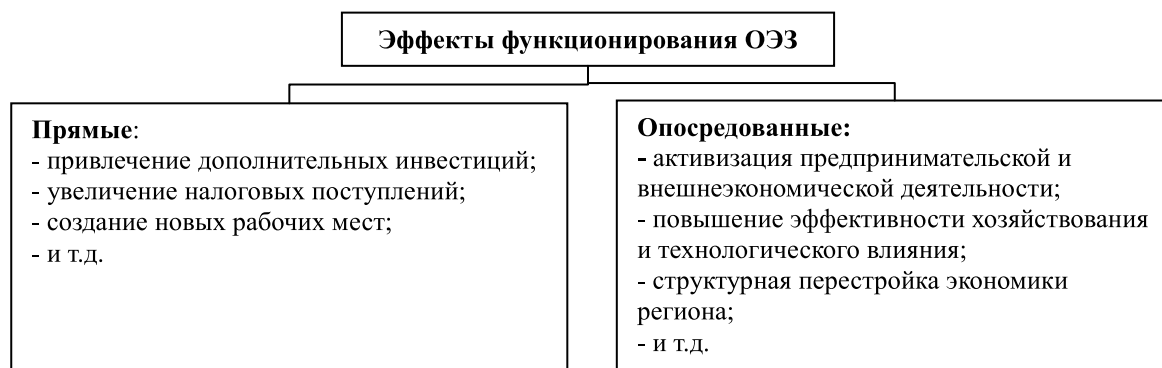 Эффекты функционирования ОЭЗ
Прямые:
- привлечение дополнительных инвестиций;
- увеличение налоговых поступлений;
- создание новых рабочих мест;
- и т.д.
Опосредованные:
- активизация предпринимательской и
внешнеэкономической деятельности;
- повышение эффективности хозяйствования
и технологического влияния;
- структурная перестройка экономики
региона;
- и т.д.